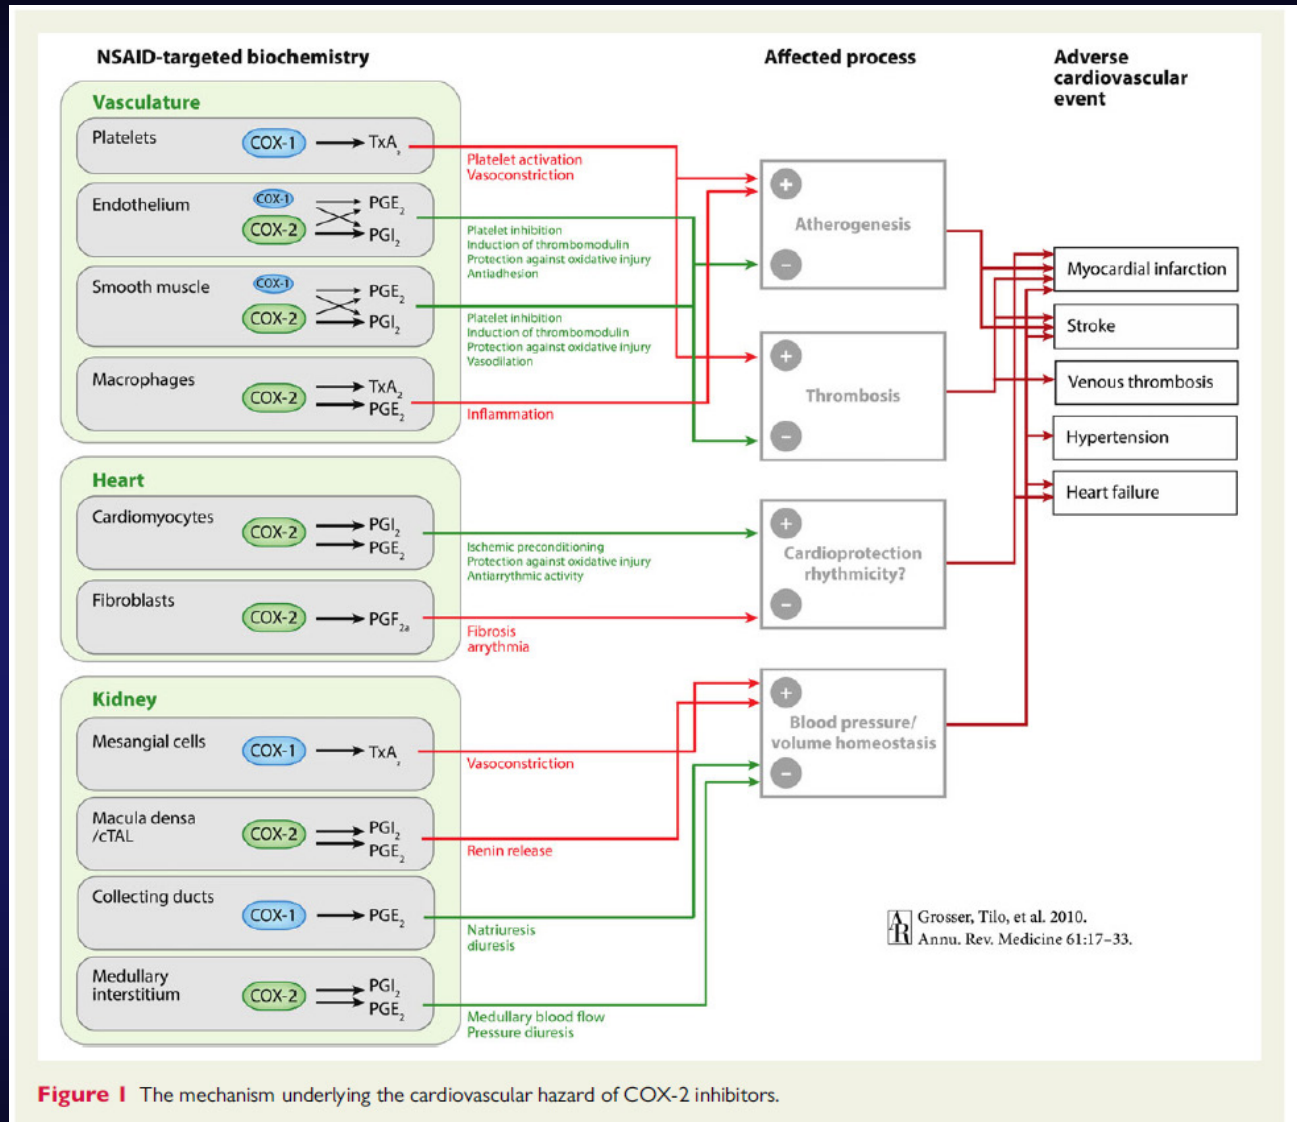 NSAID-targeted biochemistry
Affected process
Adverse
cardiovascular
event
Vasculature
Platelets
COX-1
TxA2
Platelet activation
Vasoconstriction
Endothelium
COX-1
COX-2
PGE2
PGI2
Platelet inhibition
Induction of thrombomodulin
Protection against oxidative injury
Antiadhesion
Smooth muscle
COX-1
COX-2
PGE2
PGI2
Platelet inhibition
Induction of thrombomodulin
Protection against oxidative injury
Vasodilation
Macrophages
COX-2
TxA2
PGE2
Inflammation
Heart
Cardiomyocytes
COX-2
PGI2
PGE2
Ischemic preconditioning
Protection against oxidative injury
Antiarrythmic activity
Fibroblasts
COX-2
PGF2a
Fibrosis
arrythmia
Kidney
Mesangial cells
COX-1
TxA2
Vasoconstriction
Macula densa
/cTAL
COX-2
PGI2
PGE2
Renin release
Collecting ducts
COX-1
PGE2
Natriuresis
diuresis
Medullary
interstitium
COX-2
PGI2
PGE2
Medullary blood flow
Pressure diuresis
+
Atherogenesis
−
+
Thrombosis
−
+
Cardioprotection
rhythmicity?
−
+
Blood pressure/
volume homeostasis
−
Myocardial infarction
Stroke
Venous thrombosis
Hypertension
Heart failure
AR
Grosser, Tilo, et al. 2010.
Annu. Rev. Medicine 61:17–33.
Figure 1 The mechanism underlying the cardiovascular hazard of COX-2 inhibitors.